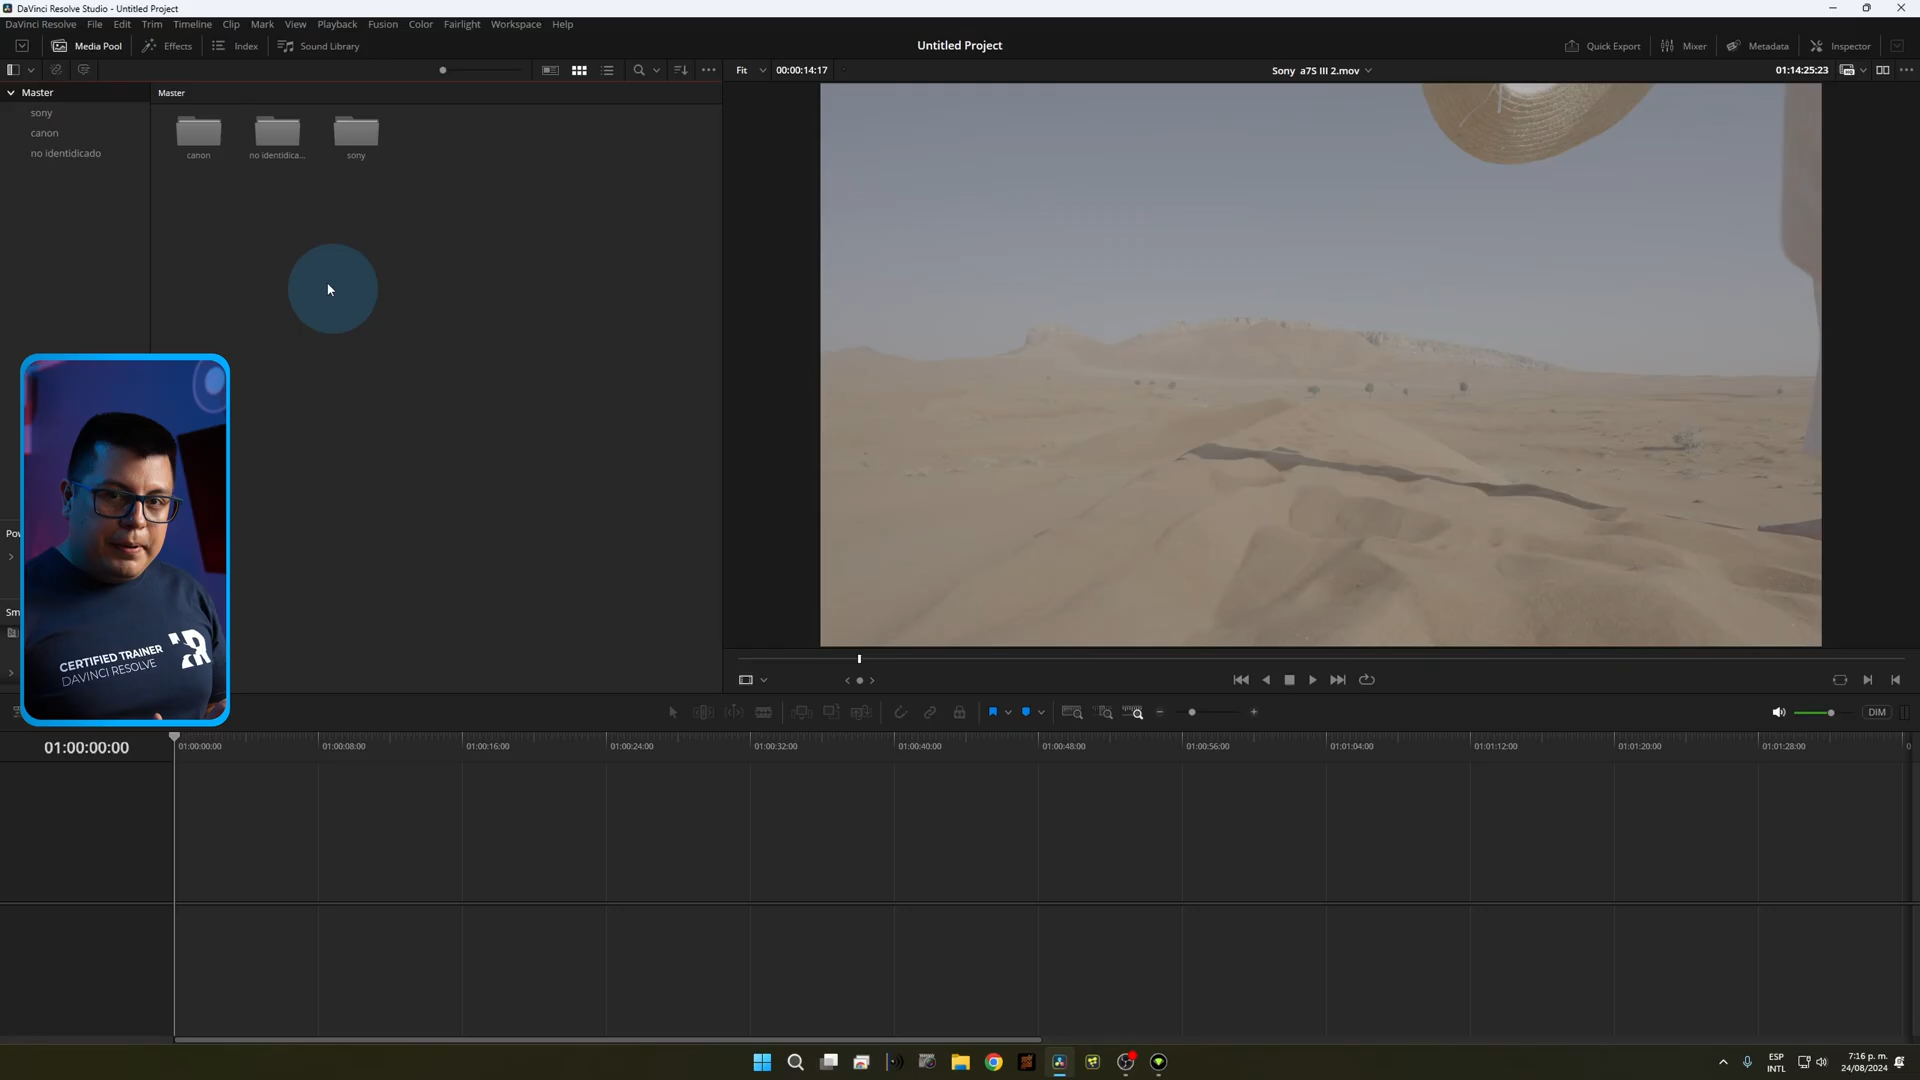 DaVinci Resolve Studio - Untitled Project
DaVinci Resolve File Edit Trim Timeline Clip Mark View Playback Fusion Color Fairlight Workspace Help
Media Pool Effects Index Sound Library Untitled Project Quick Export Mixer Metadata Inspector
Fit 00:00:14:17 Sony a7S III 2.mov 01:14:25:23
Master Master
sony
canon
no identidicado
canon no identidica... sony
Pow
Sm
CERTIFIED TRAINER
DAVINCI RESOLVE
DIM
01:00:00:00 01:00:00:00 01:00:08:00 01:00:16:00 01:00:24:00 01:00:32:00 01:00:40:00 01:00:48:00 01:00:56:00 01:01:04:00 01:01:12:00 01:01:20:00 01:01:28:00 0
ESP
INTL
7:16 p. m.
24/08/2024